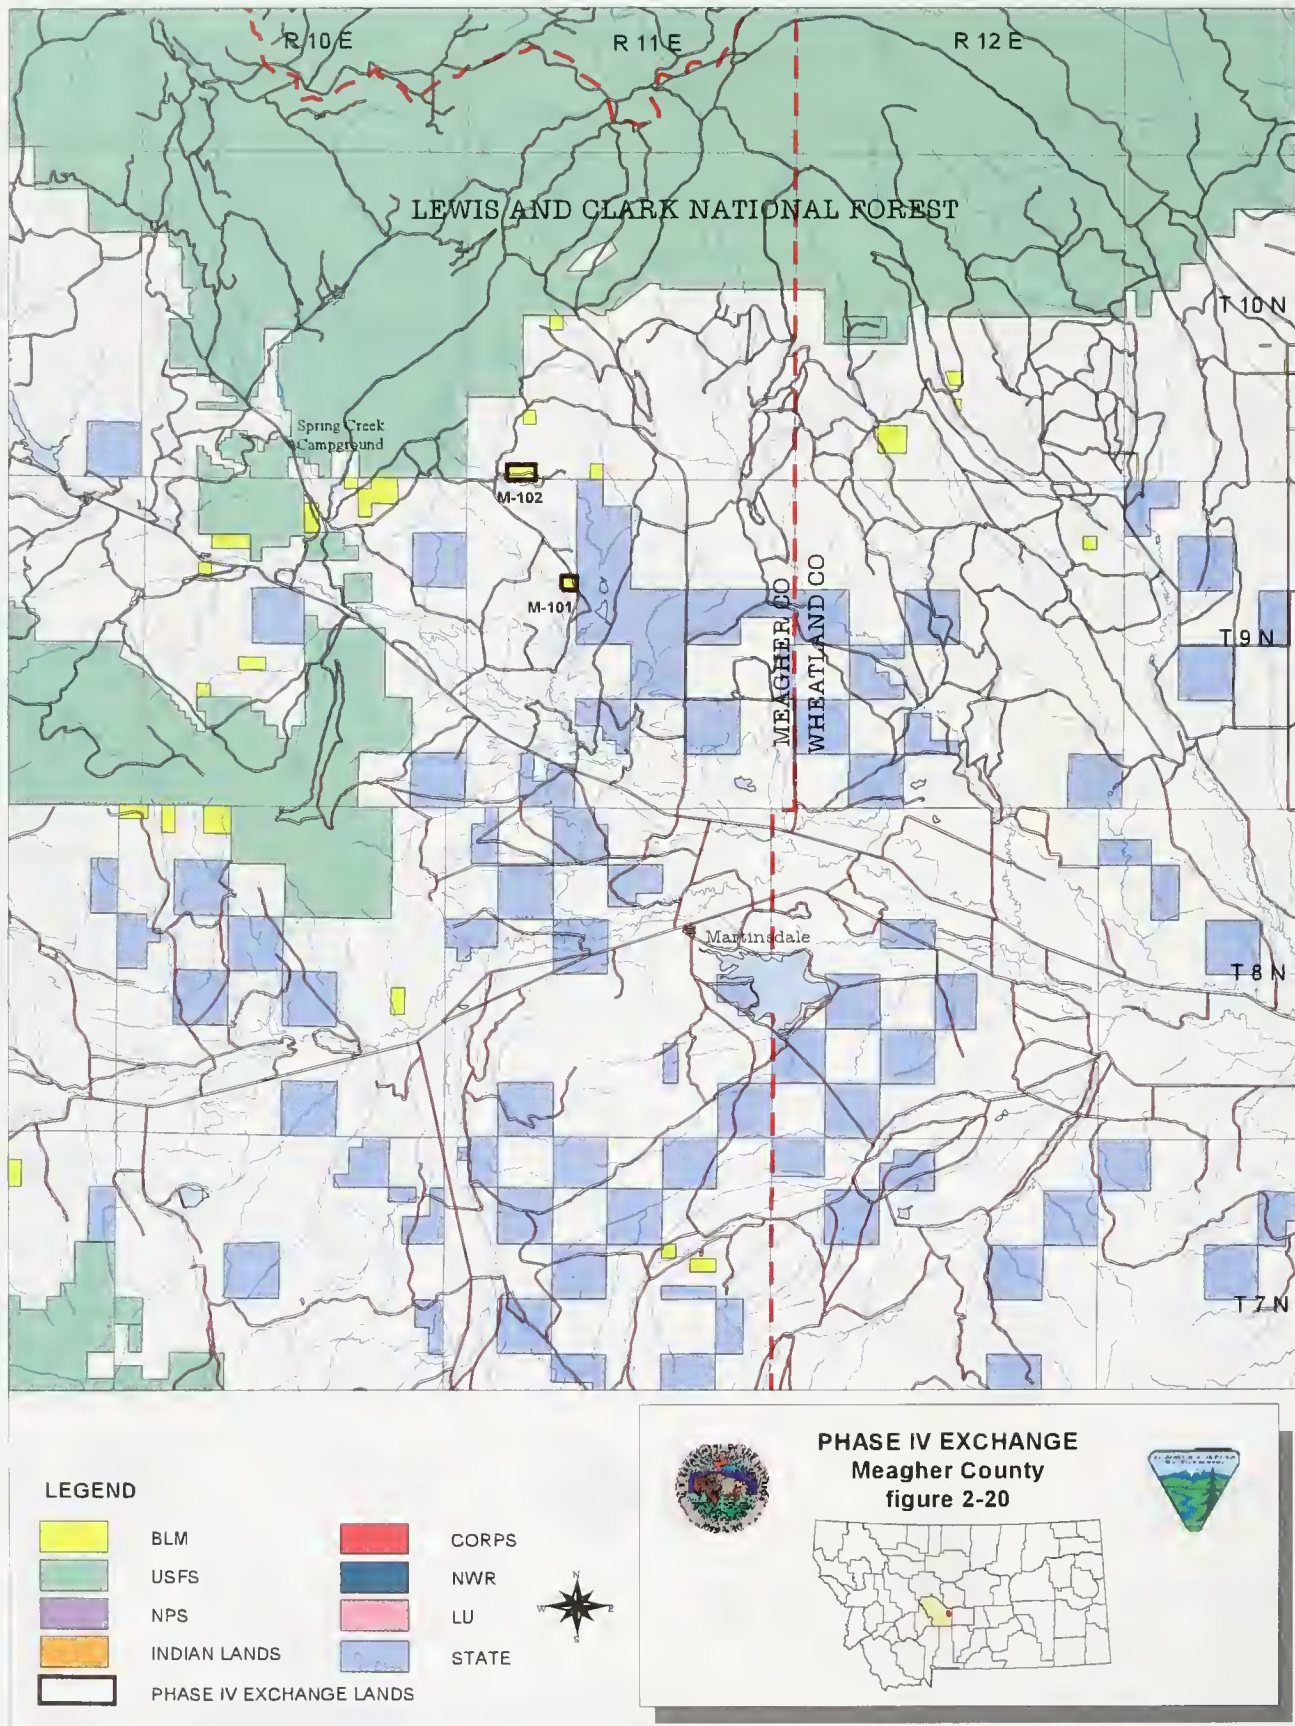 R 10 E
R 11 E
R 12 E
LEWIS AND CLARK NATIONAL FOREST
T 10 N
Spring Creek
Campground
M-102
M-101
MEAGHER CO
WHEATLAND CO
T 9 N
Martinsdale
T 8 N
T 7 N
LEGEND
BLM
USFS
NPS
INDIAN LANDS
PHASE IV EXCHANGE LANDS
CORPS
NWR
LU
STATE
N
W
E
S
PHASE IV EXCHANGE
Meagher County
figure 2-20